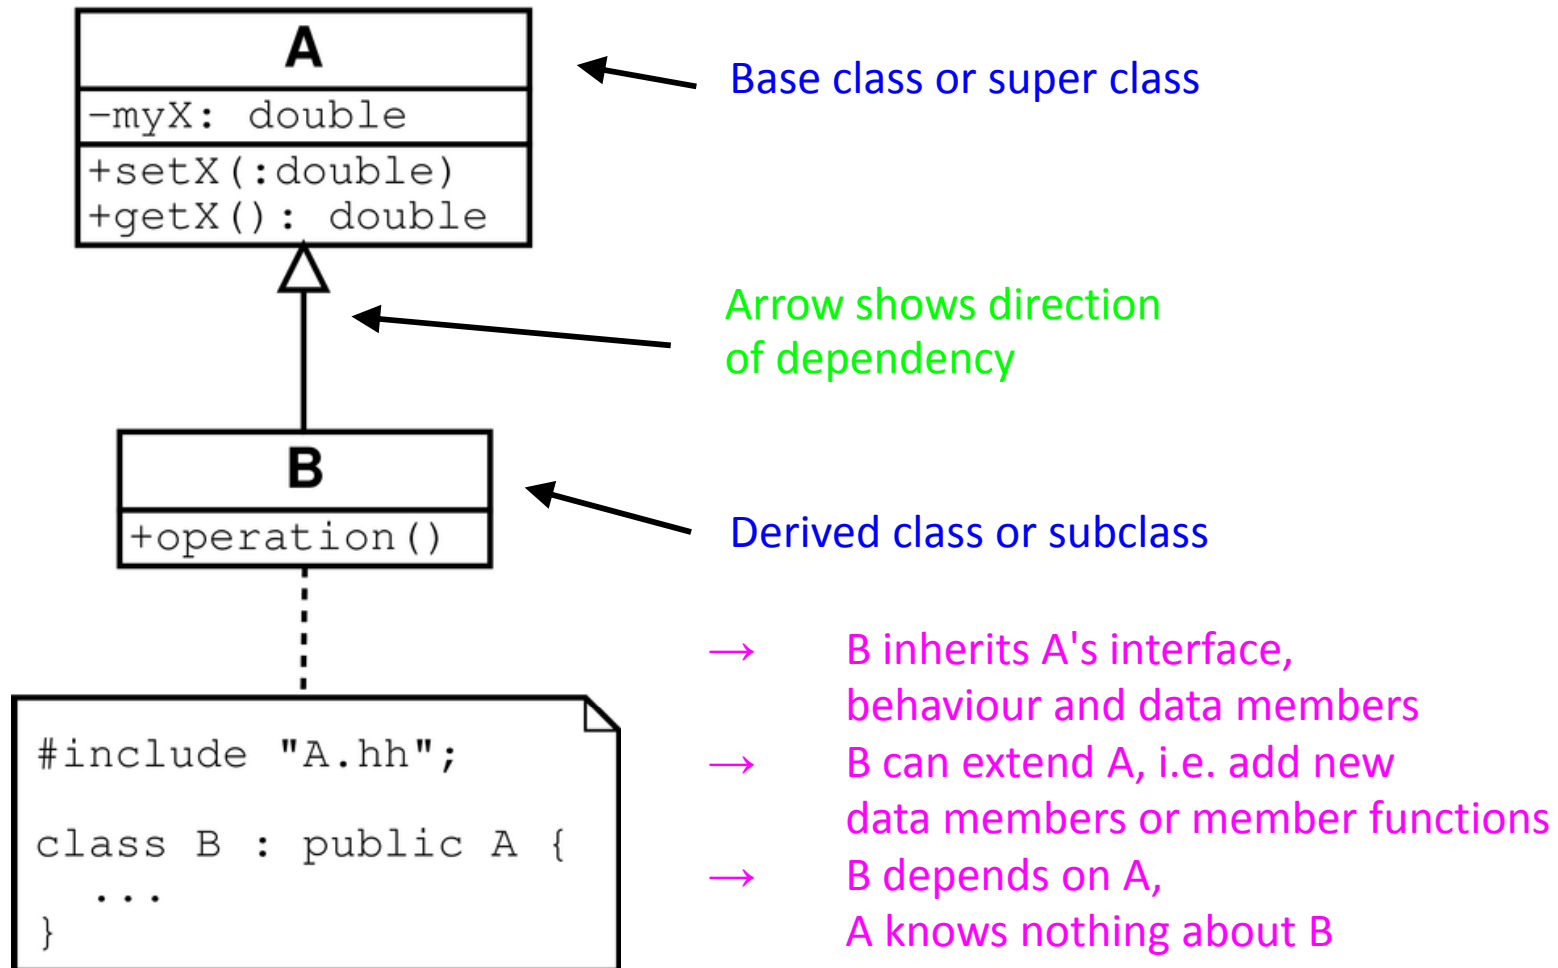 A
-myX: double
+setX(:double)
+getX(): double
Base class or super class
Arrow shows direction
of dependency
B
+operation()
Derived class or subclass
#include "A.hh";
class B : public A {
...
}
→ B inherits A's interface,
behaviour and data members
→ B can extend A, i.e. add new
data members or member functions
→ B depends on A,
A knows nothing about B